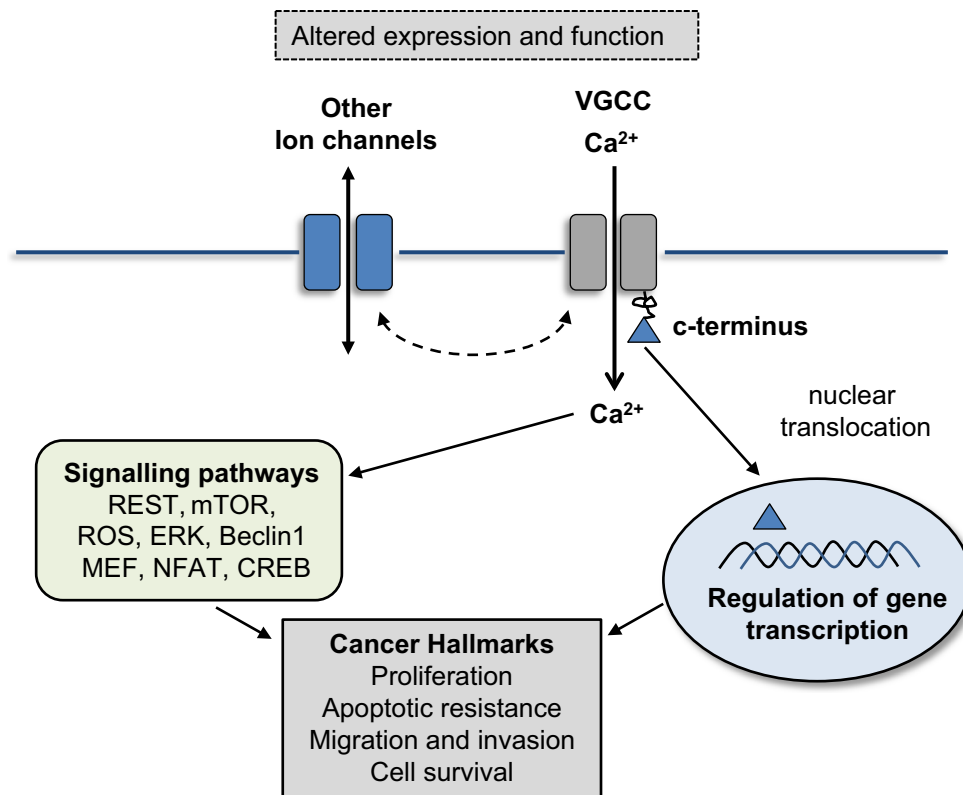 Altered expression and function
Other
Ion channels
VGCC
Ca²⁺
c-terminus
Ca²⁺
nuclear
translocation
Signalling pathways
REST, mTOR,
ROS, ERK, Beclin1
MEF, NFAT, CREB
Regulation of gene
transcription
Cancer Hallmarks
Proliferation
Apoptotic resistance
Migration and invasion
Cell survival